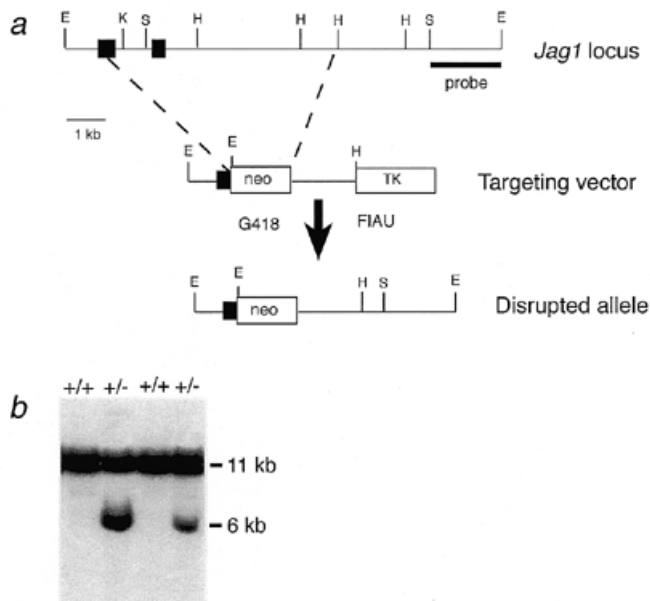 a
E K S H H H H S E
Jag1 locus
probe
1 kb
E E H
neo TK
Targeting vector
G418 FIAU
E E H S E
neo
Disrupted allele
b
+/+ +/- +/+ +/-
11 kb
6 kb